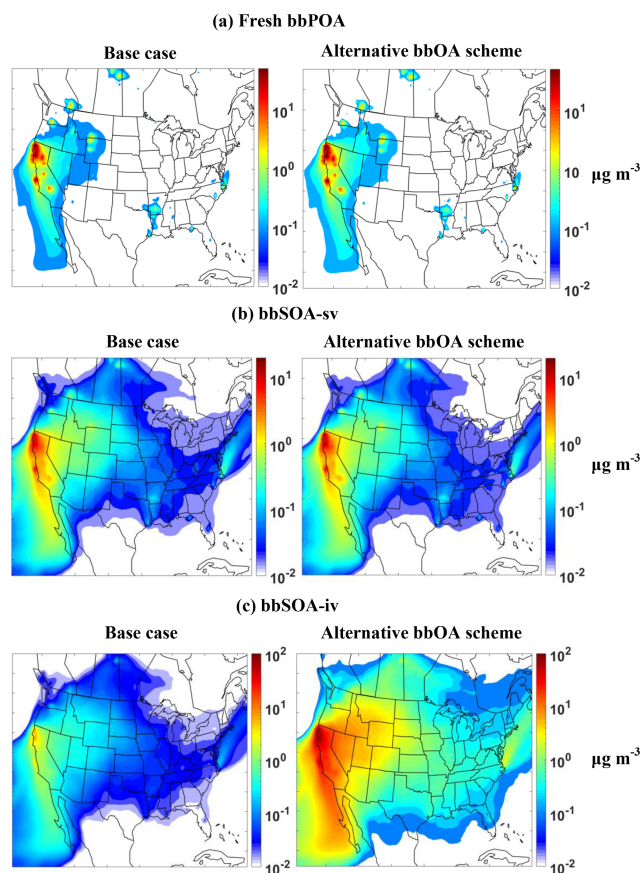 (a) Fresh bbPOA
Base case
Alternative bbOA scheme
10¹
10⁰
10⁻¹
10⁻²
10¹
10
10⁻¹
10⁻²
µg m⁻³
(b) bbSOA-sv
Base case
Alternative bbOA scheme
10¹
10⁰
10⁻¹
10⁻²
10¹
10⁰
10⁻¹
10⁻²
µg m⁻³
(c) bbSOA-iv
Base case
Alternative bbOA scheme
10²
10¹
10⁰
10⁻¹
10⁻²
10²
10¹
10⁰
10⁻¹
10⁻²
µg m⁻³